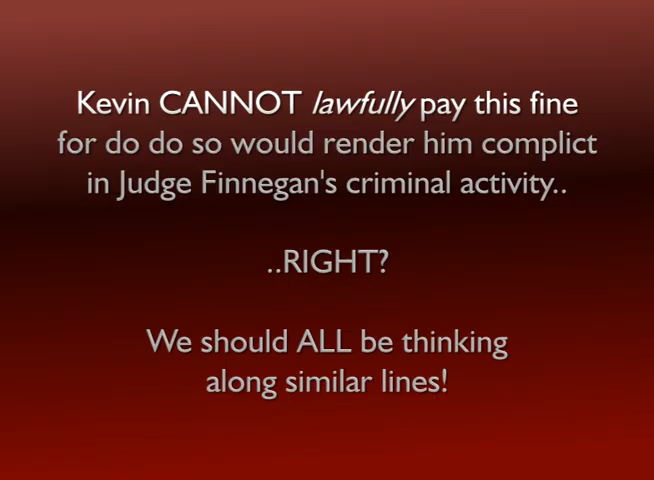 Kevin CANNOT lawfully pay this fine
for do do so would render him complict
in Judge Finnegan's criminal activity..
..RIGHT?
We should ALL be thinking
along similar lines!